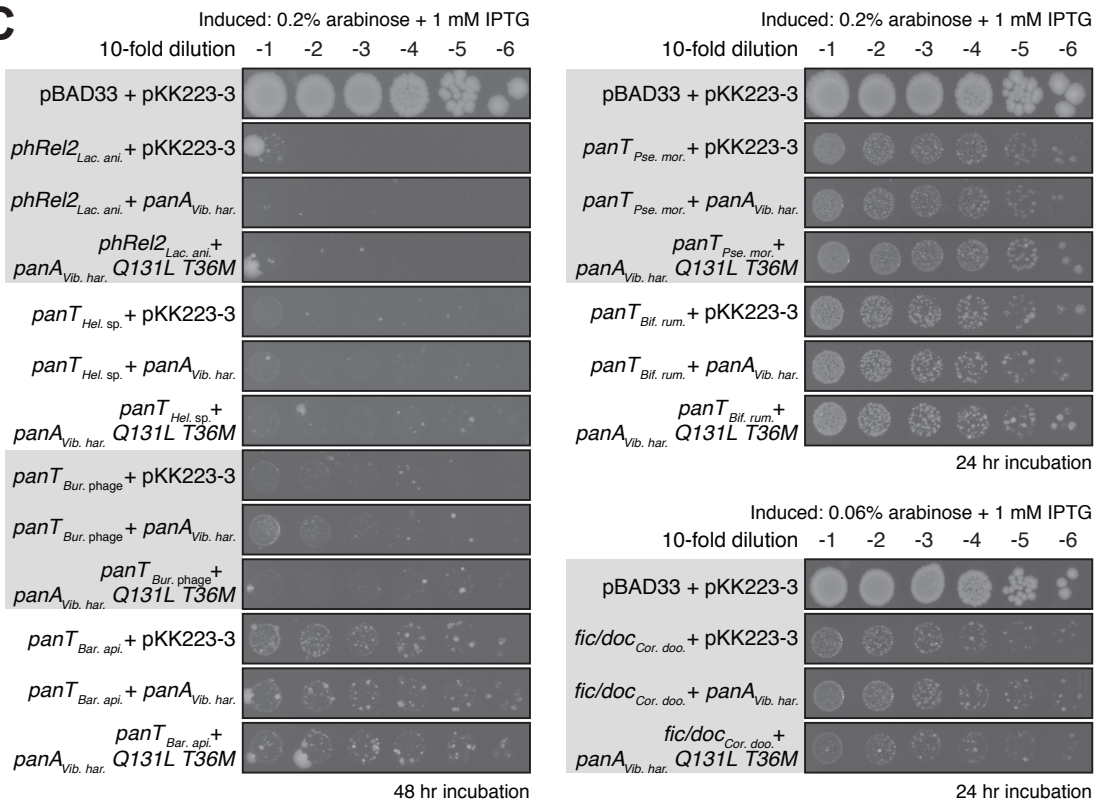 C
Induced: 0.2% arabinose + 1 mM IPTG
10-fold dilution -1 -2 -3 -4 -5 -6
pBAD33 + pKK223-3
phRel2Lac. ani. + pKK223-3
phRel2Lac. ani. + panAVib. har.
phRel2Lac. ani.+
panAVib. har. Q131L T36M
panTHel. sp. + pKK223-3
panTHel. sp. + panAVib. har.
panTHel. sp.+
panAVib. har. Q131L T36M
panTBur. phage + pKK223-3
panTBur. phage + panAVib. har.
panTBur. phage+
panAVib. har. Q131L T36M
panTBar. api. + pKK223-3
panTBar. api. + panAVib. har.
panTBar. api.+
panAVib. har. Q131L T36M
48 hr incubation
Induced: 0.2% arabinose + 1 mM IPTG
10-fold dilution -1 -2 -3 -4 -5 -6
pBAD33 + pKK223-3
panTPse. mor. + pKK223-3
panTPse. mor. + panAVib. har.
panTPse. mor.+
panAVib. har. Q131L T36M
panTBif. rum. + pKK223-3
panTBif. rum. + panAVib. har.
panTBif. rum.+
panAVib. har. Q131L T36M
24 hr incubation
Induced: 0.06% arabinose + 1 mM IPTG
10-fold dilution -1 -2 -3 -4 -5 -6
pBAD33 + pKK223-3
fic/docCor. doo. + pKK223-3
fic/docCor. doo. + panAVib. har.
fic/docCor. doo.+
panAVib. har. Q131L T36M
24 hr incubation